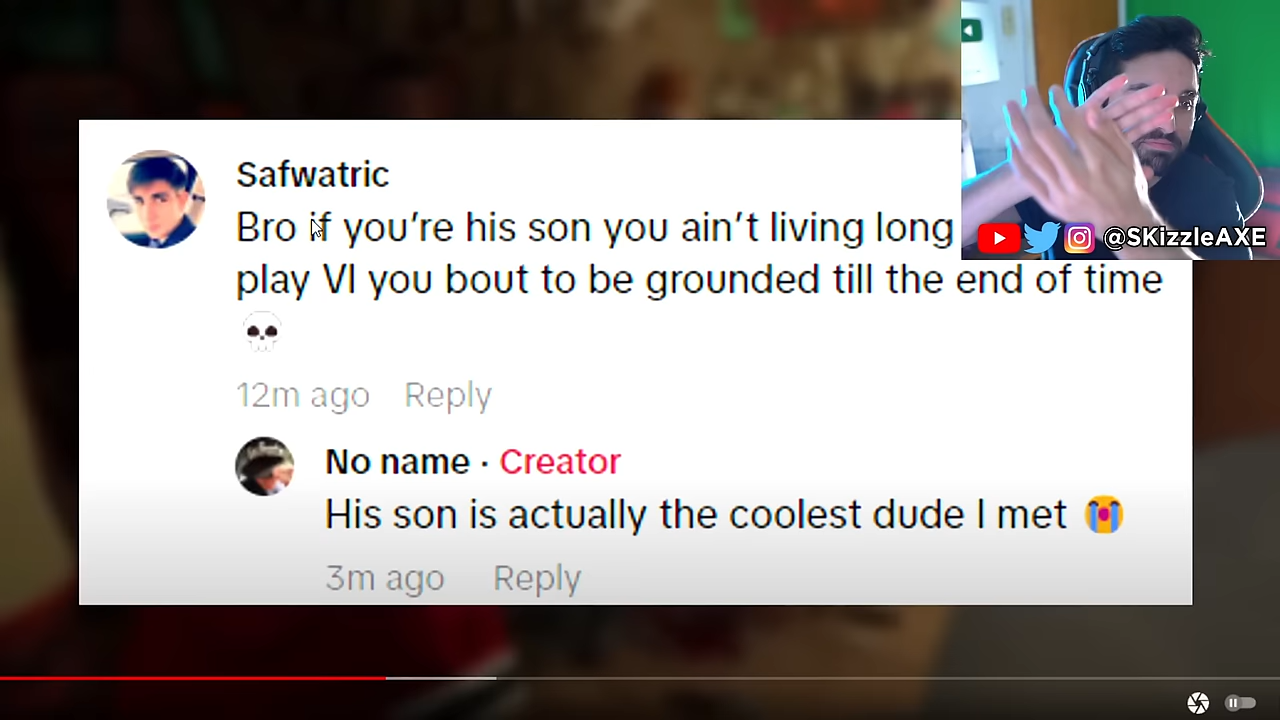 Safwatric
Bro if you're his son you ain't living long
play VI you bout to be grounded till the end of time
💀
12m ago Reply
No name · Creator
His son is actually the coolest dude I met 😭
3m ago Reply
@SKizzleAXE